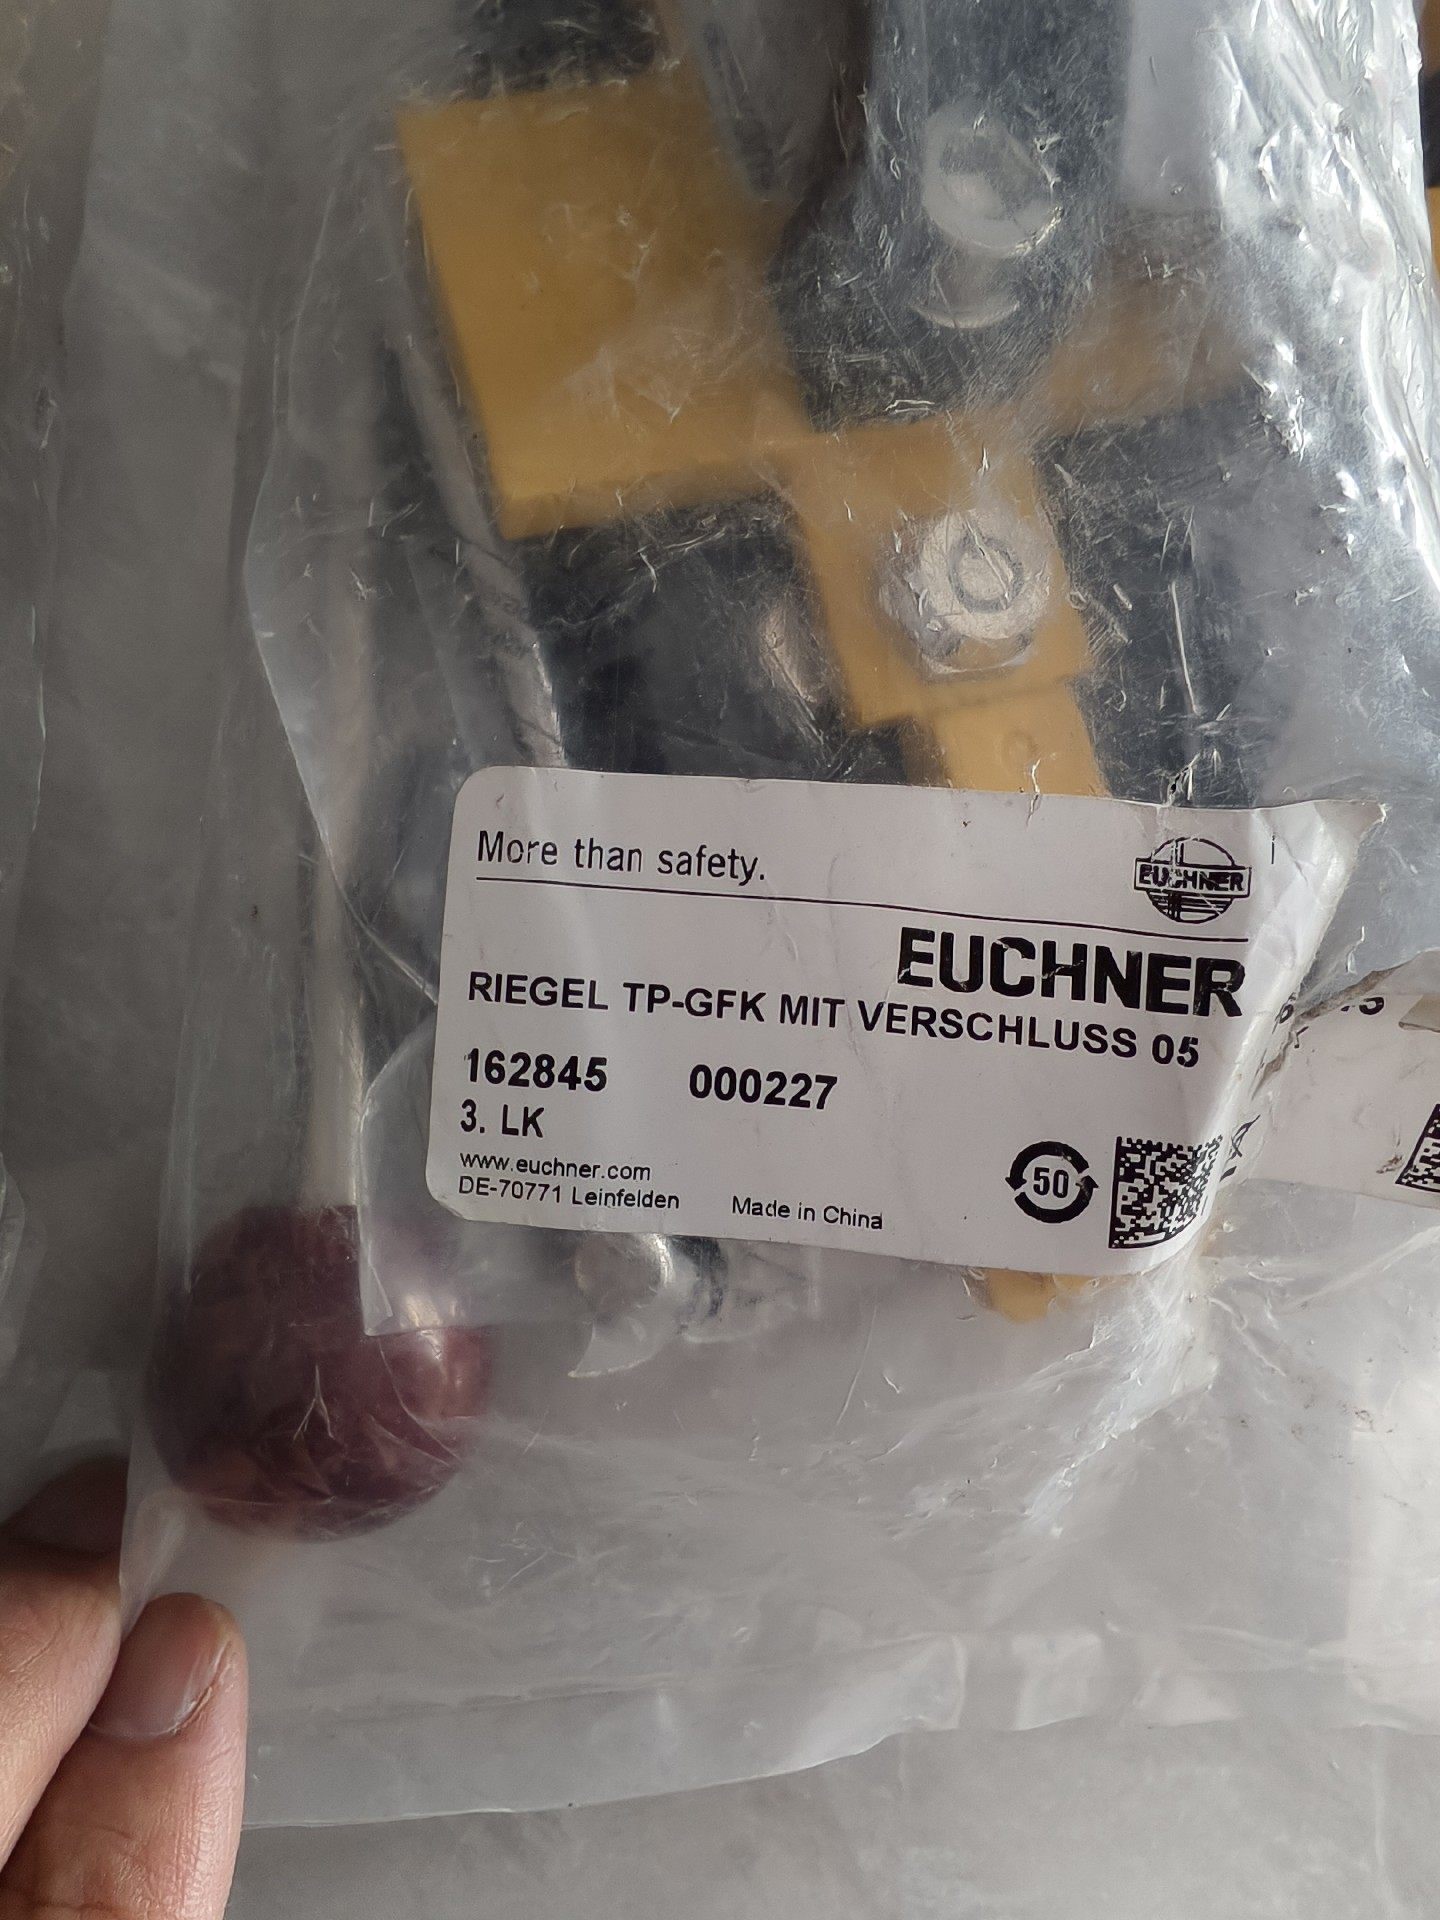 More than safety.
EUCHNER
EUCHNER
RIEGEL TP-GFK MIT VERSCHLUSS 05
162845 000227
3. LK
www.euchner.com
DE-70771 Leinfelden Made in China
50